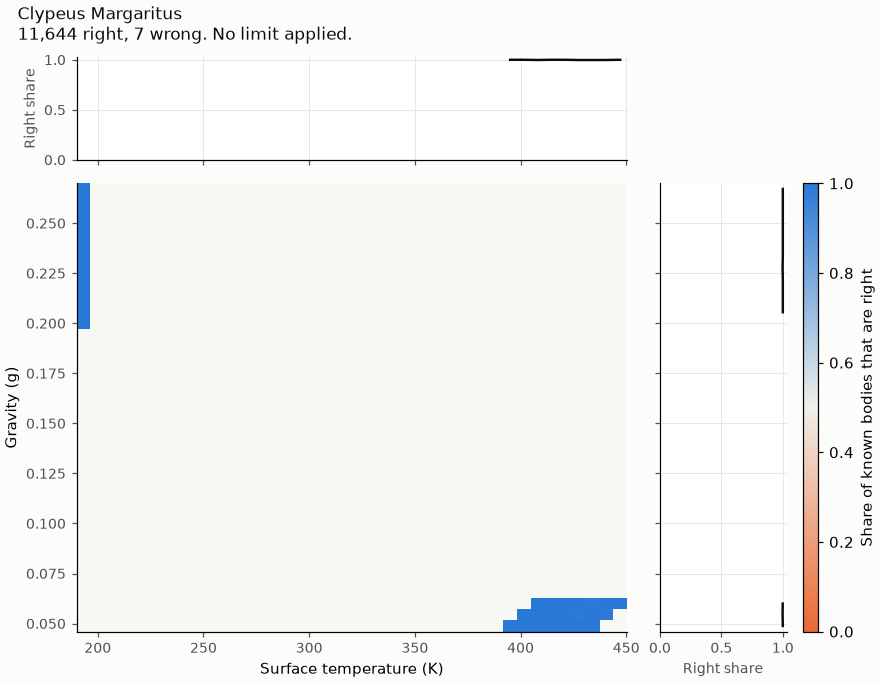 Clypeus Margaritus
11,644 right, 7 wrong. No limit applied.
Right share
1.0
0.5
0.0
Gravity (g)
0.250
0.225
0.200
0.175
0.150
0.125
0.100
0.075
0.050
200 250 300 350 400 450
Surface temperature (K)
0.0 0.5 1.0
Right share
1.0
0.8
0.6
0.4
0.2
0.0
Share of known bodies that are right